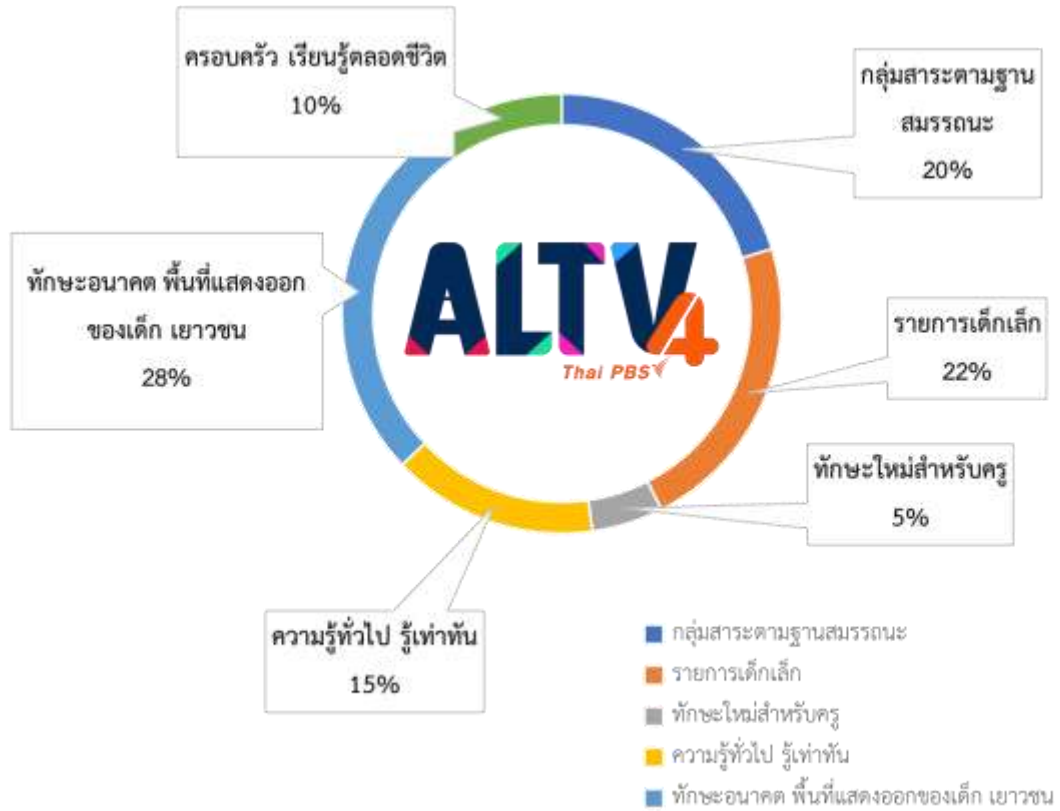 ครอบครัว เรียนรู้ตลอดชีวิต
10%
กลุ่มสาระตามฐาน
สมรรถนะ
20%
ทักษะอนาคต พื้นที่แสดงออก
ของเด็ก เยาวชน
28%
ALTV4
Thai PBS
รายการเด็กเล็ก
22%
ทักษะใหม่สำหรับครู
5%
ความรู้ทั่วไป รู้เท่าทัน
15%
กลุ่มสาระตามฐานสมรรถนะ
รายการเด็กเล็ก
ทักษะใหม่สำหรับครู
ความรู้ทั่วไป รู้เท่าทัน
ทักษะอนาคต พื้นที่แสดงออกของเด็ก เยาวชน